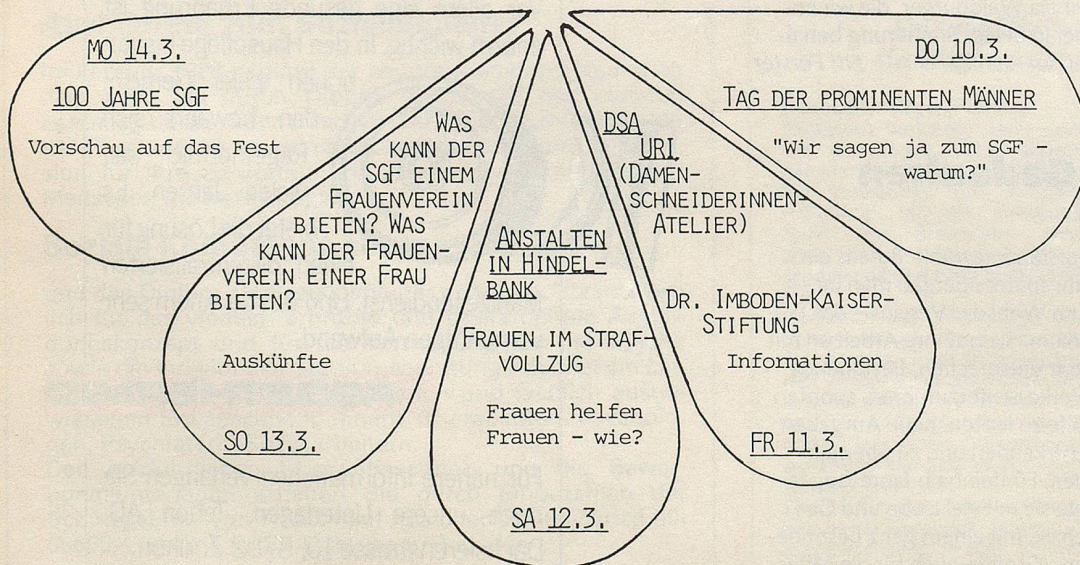 MO 14.3.
100 JAHRE SGF
Vorschau auf das Fest
WAS
KANN DER
SGF EINEM
FRAUENVEREIN
BIETEN? WAS
KANN DER FRAUEN-
VEREIN EINER FRAU
BIETEN?
Auskünfte
SO 13.3.
ANSTALTEN
IN HINDEL-
BANK
FRAUEN IM STRAF-
VOLLZUG
Frauen helfen
Frauen - wie?
SA 12.3.
DSA
URI
(DAMEN-
SCHNEIDERINNEN-
ATELIER)
DR. IMBODEN-KAISER-
STIFTUNG
Informationen
FR 11.3.
DO 10.3.
TAG DER PROMINENTEN MÄNNER
"Wir sagen ja zum SGF -
warum?"